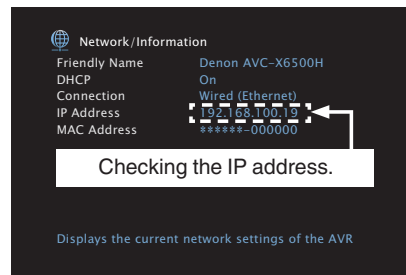 Network/Information
Friendly Name Denon AVC-X6500H
DHCP On
Connection Wired (Ethernet)
IP Address 192.168.100.19
MAC Address ******-000000
Checking the IP address.
Displays the current network settings of the AVR